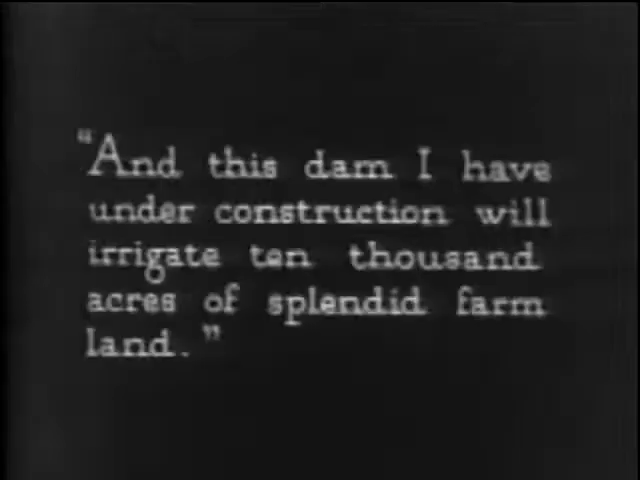 "And this dam I have
under construction will
irrigate ten thousand
acres of splendid farm
land."